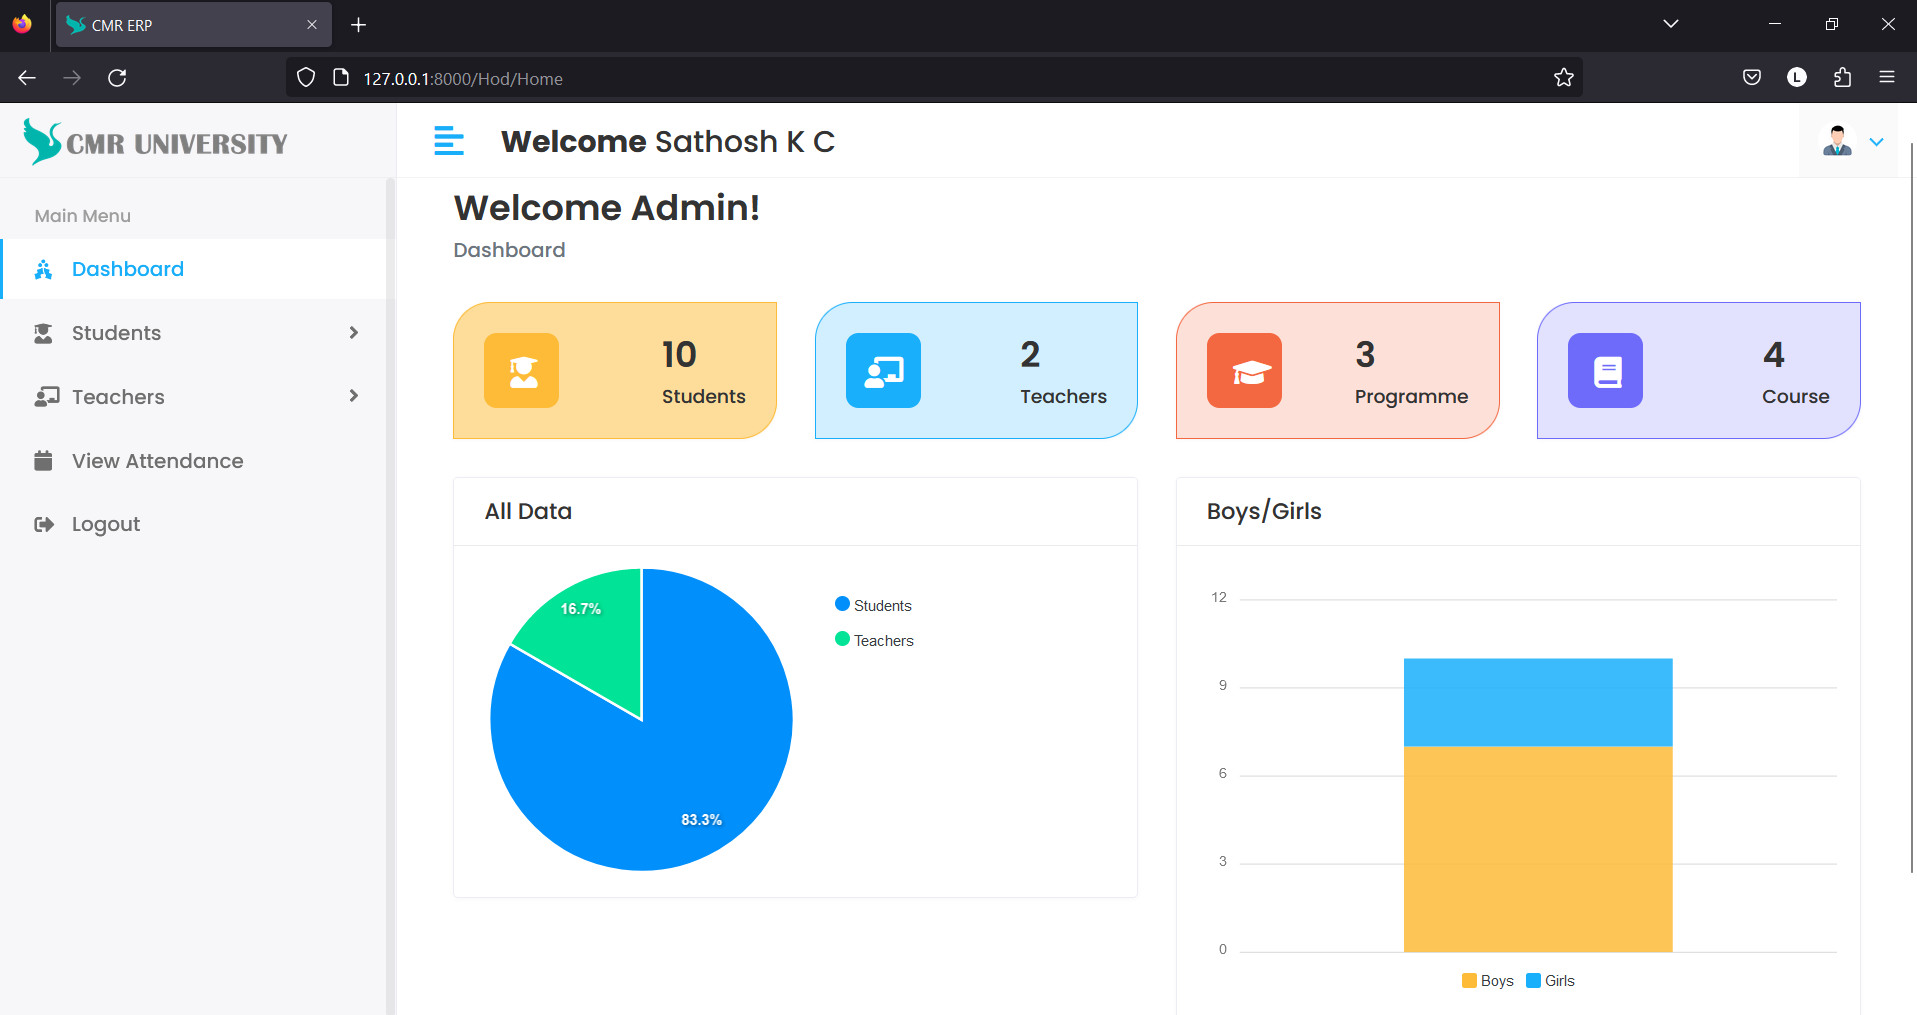 CMR ERP
127.0.0.1:8000/Hod/Home
L
CMR UNIVERSITY
Welcome Sathosh K C
Main Menu
Dashboard
Students
Teachers
View Attendance
Logout
Welcome Admin!
Dashboard
10
Students
2
Teachers
3
Programme
4
Course
All Data
16.7%
83.3%
Students
Teachers
Boys/Girls
12
9
6
3
0
Boys Girls